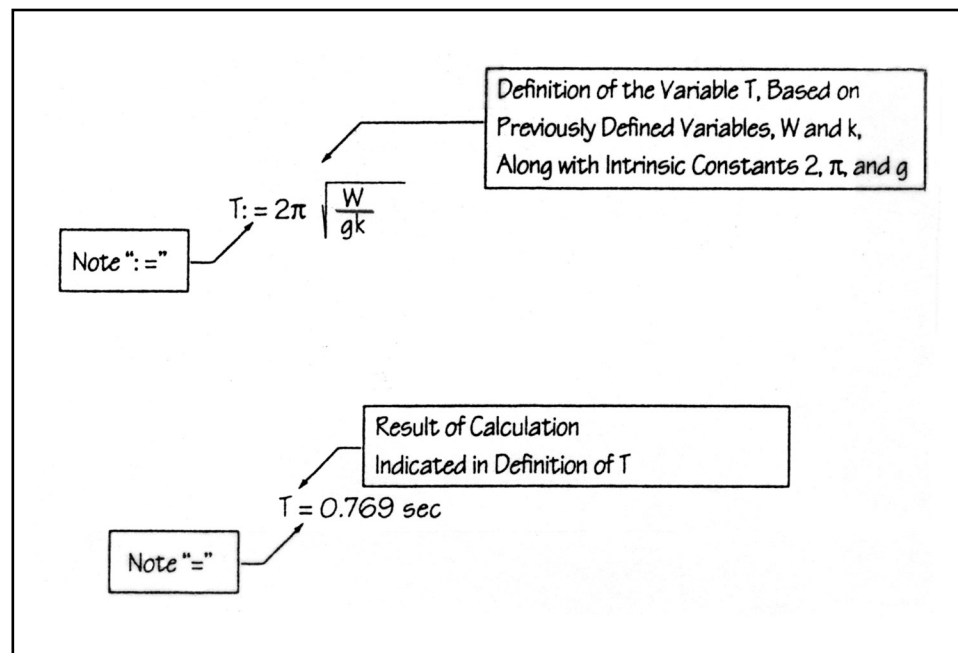 Definition of the Variable T, Based on
Previously Defined Variables, W and k,
Along with Intrinsic Constants 2, π, and g
T: = 2π √(W/gk)
Note ": ="
Result of Calculation
Indicated in Definition of T
T = 0.769 sec
Note "="